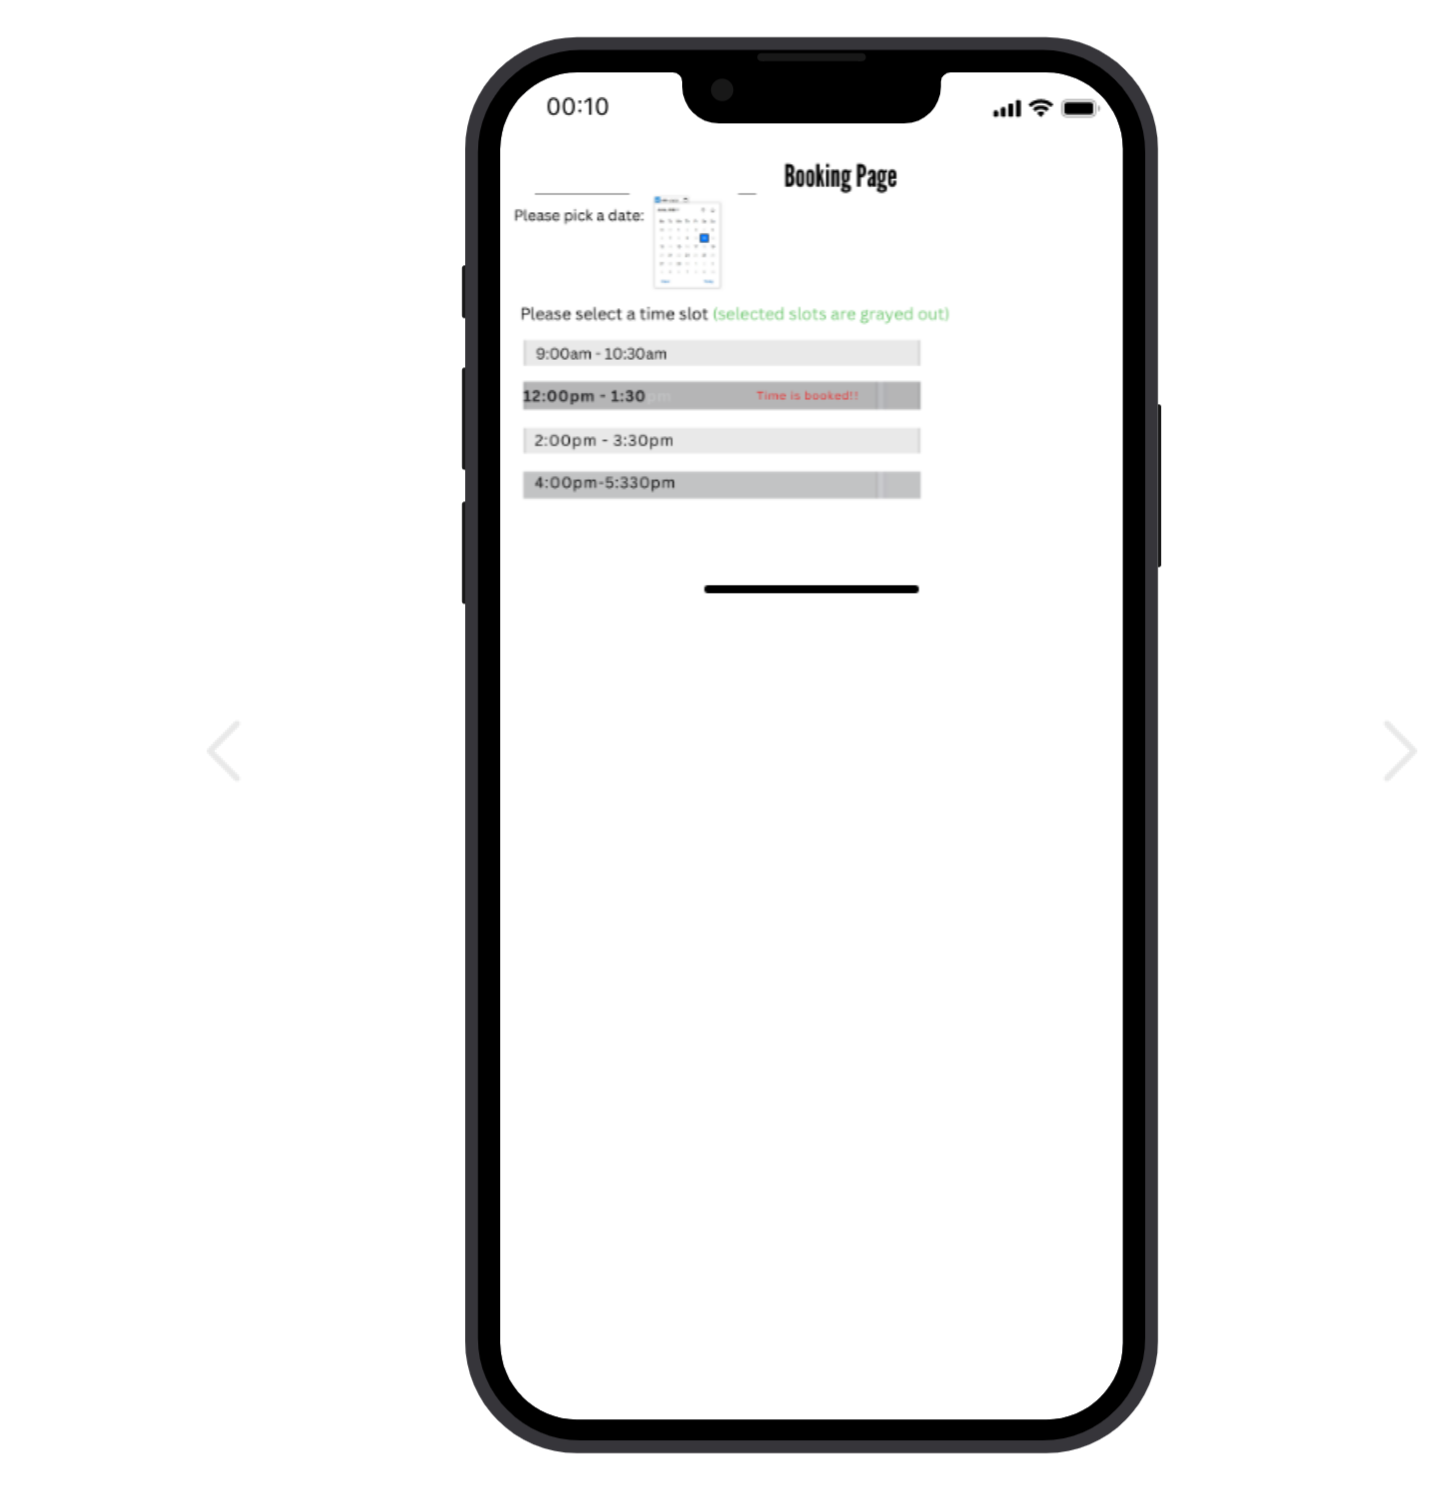 00:10
Booking Page
Please pick a date:
Please select a time slot (selected slots are grayed out)
9:00am - 10:30am
12:00pm - 1:30pm Time is booked!!
2:00pm - 3:30pm
4:00pm-5:330pm